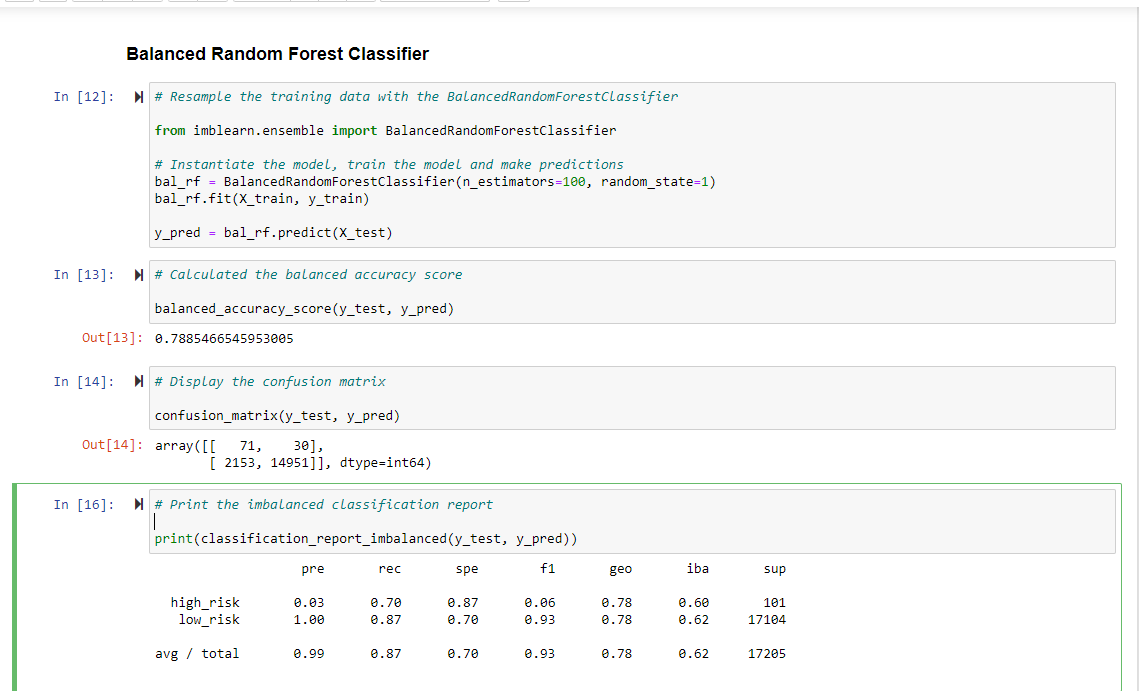 Balanced Random Forest Classifier
In [12]: # Resample the training data with the BalancedRandomForestClassifier
from imblearn.ensemble import BalancedRandomForestClassifier
# Instantiate the model, train the model and make predictions
bal_rf = BalancedRandomForestClassifier(n_estimators=100, random_state=1)
bal_rf.fit(X_train, y_train)
y_pred = bal_rf.predict(X_test)
In [13]: # Calculated the balanced accuracy score
balanced_accuracy_score(y_test, y_pred)
Out[13]: 0.7885466545953005
In [14]: # Display the confusion matrix
confusion_matrix(y_test, y_pred)
Out[14]: array([[   71,    30],
       [ 2153, 14951]], dtype=int64)
In [16]: # Print the imbalanced classification report
print(classification_report_imbalanced(y_test, y_pred))
pre rec spe f1 geo iba sup
high_risk 0.03 0.70 0.87 0.06 0.78 0.60 101
low_risk 1.00 0.87 0.70 0.93 0.78 0.62 17104
avg / total 0.99 0.87 0.70 0.93 0.78 0.62 17205